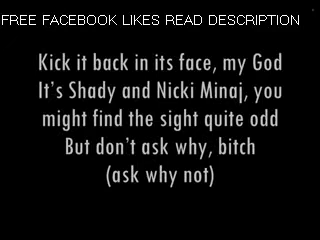 FREE FACEBOOK LIKES READ DESCRIPTION
Kick it back in its face, my God
It's Shady and Nicki Minaj, you
might find the sight quite odd
But don't ask why, bitch
(ask why not)